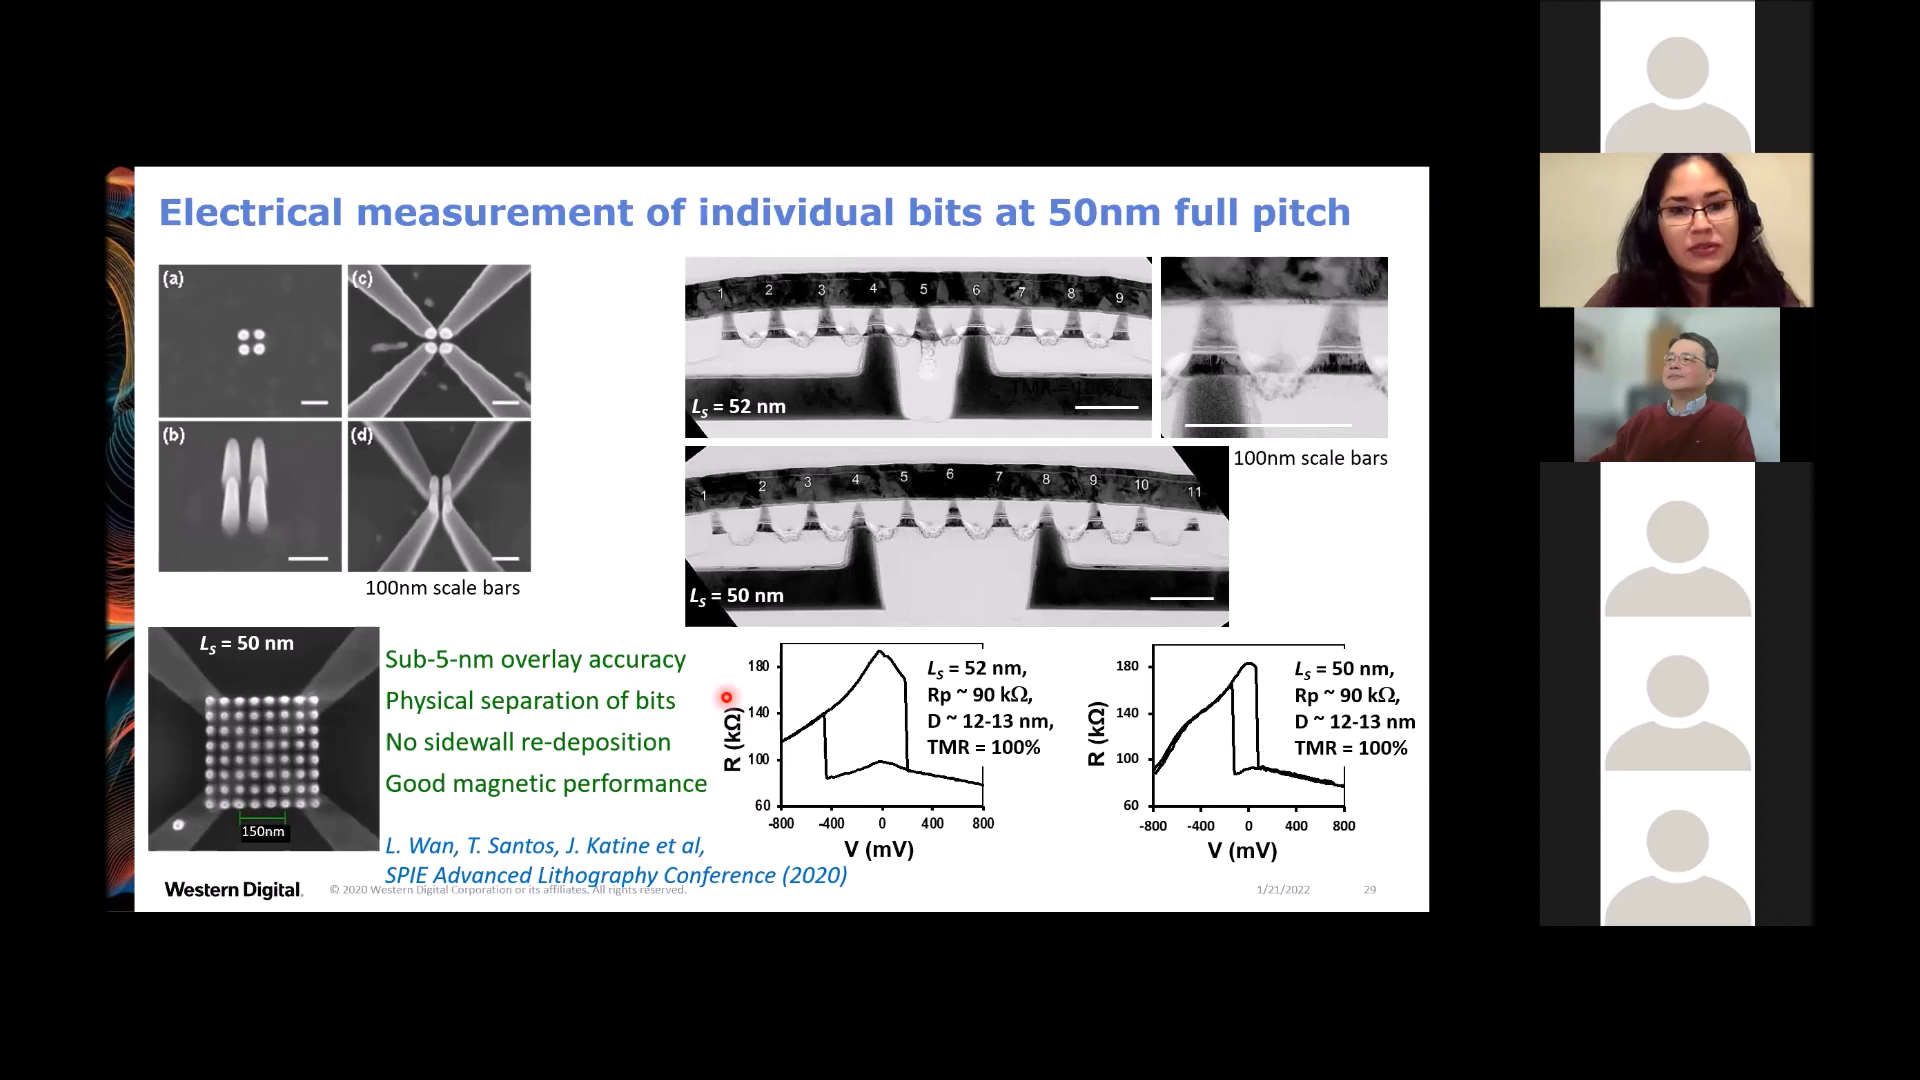 Electrical measurement of individual bits at 50nm full pitch
(a)
(c)
(b)
(d)
100nm scale bars
1 2 3 4 5 6 7 8 9
Ls = 52 nm
100nm scale bars
1 2 3 4 5 6 7 8 9 10 11
Ls = 50 nm
Ls = 50 nm
150nm
Sub-5-nm overlay accuracy
Physical separation of bits
No sidewall re-deposition
Good magnetic performance
L. Wan, T. Santos, J. Katine et al,
SPIE Advanced Lithography Conference (2020)
R (kΩ)
180
140
100
60
-800 -400 0 400 800
V (mV)
Ls = 52 nm,
Rp ~ 90 kΩ,
D ~ 12-13 nm,
TMR = 100%
R (kΩ)
180
140
100
60
-800 -400 0 400 800
V (mV)
Ls = 50 nm,
Rp ~ 90 kΩ,
D ~ 12-13 nm
TMR = 100%
Western Digital.
© 2020 Western Digital Corporation or its affiliates. All rights reserved.
1/21/2022
29